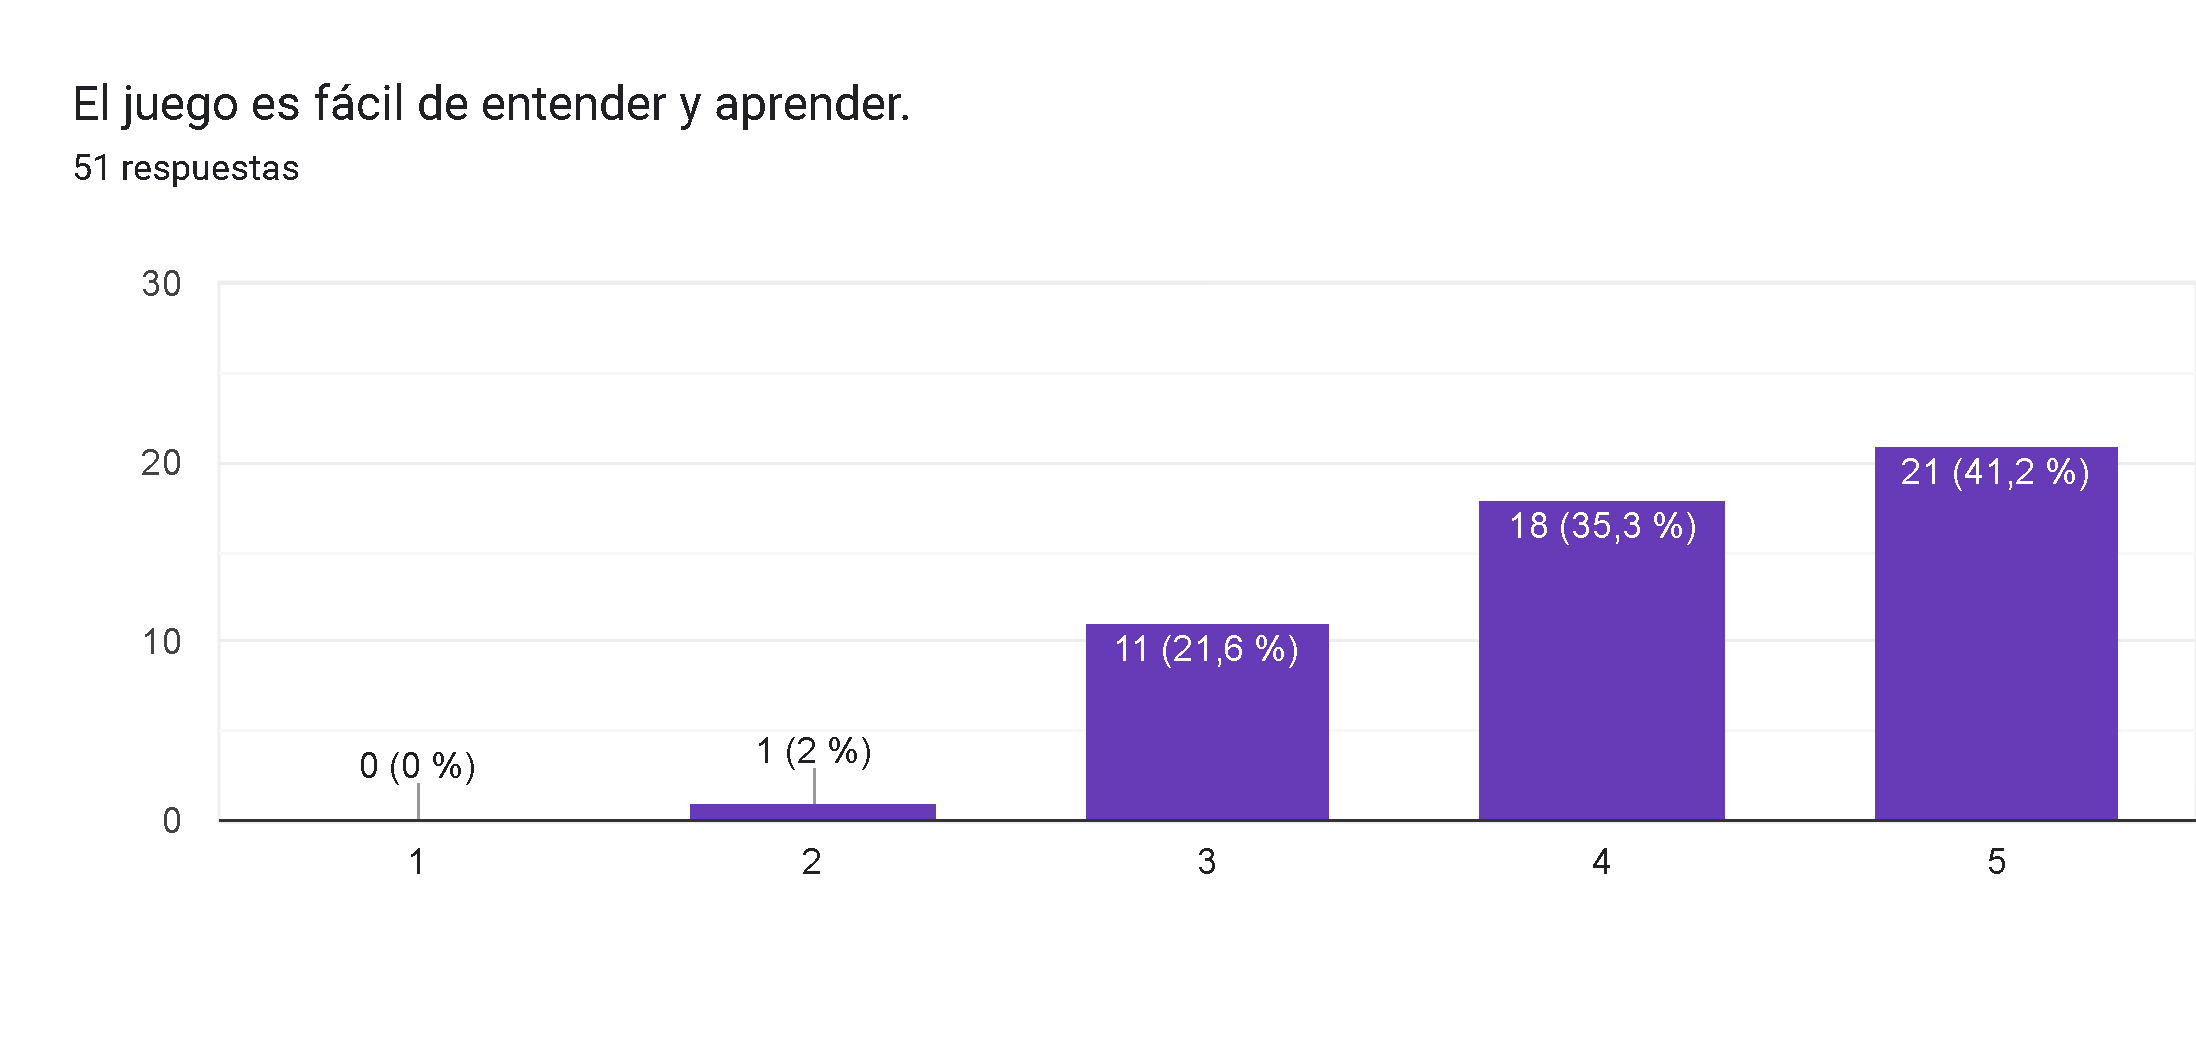 El juego es fácil de entender y aprender.
51 respuestas
30
20
10
0
0 (0 %)
1 (2 %)
11 (21,6 %)
18 (35,3 %)
21 (41,2 %)
1
2
3
4
5